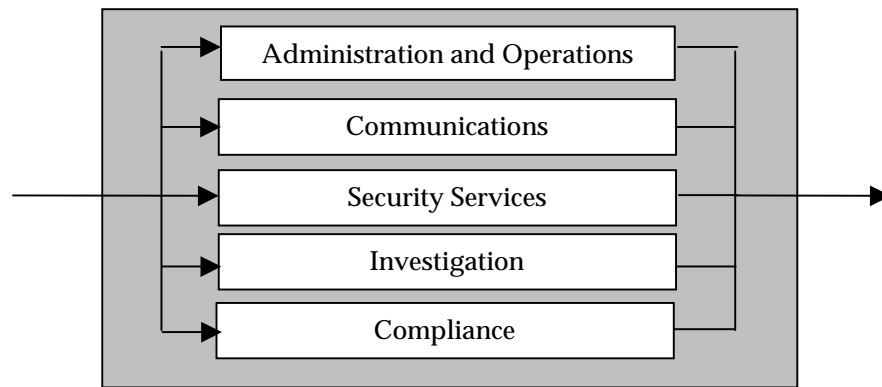 Administration and Operations
Communications
Security Services
Investigation
Compliance